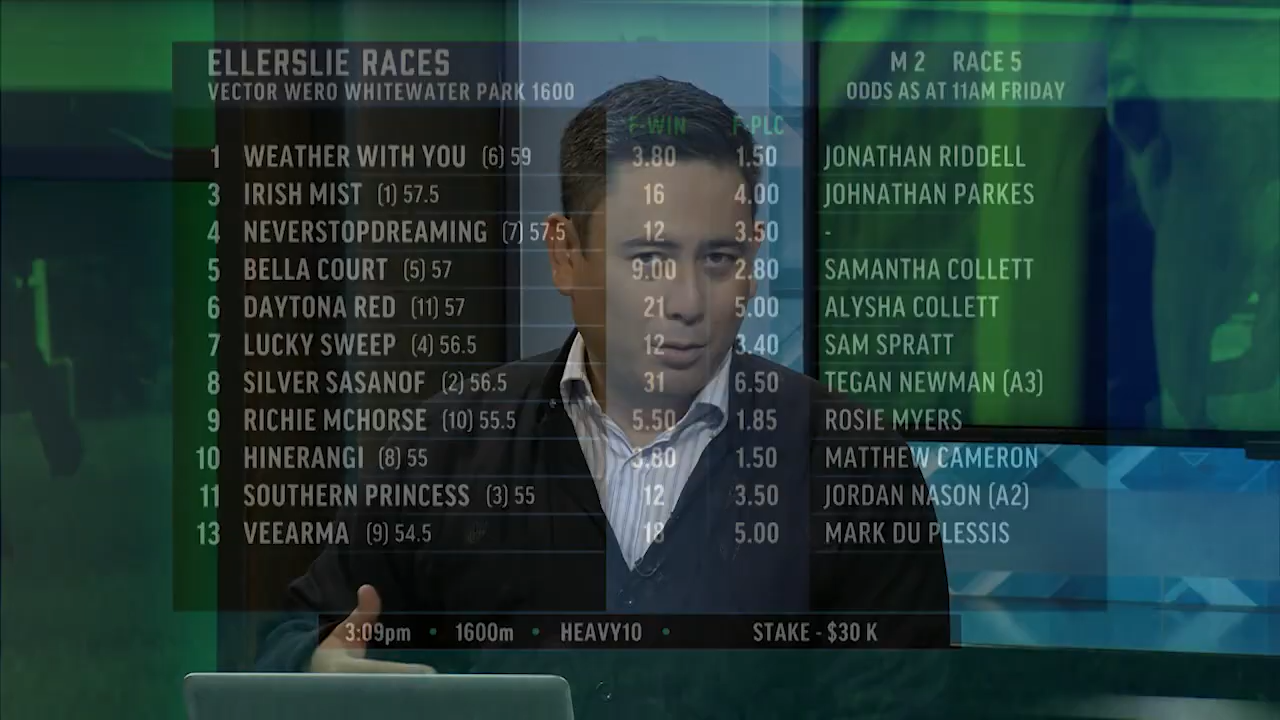 ELLERSLIE RACES
M 2 RACE 5
VECTOR WERO WHITEWATER PARK 1600
ODDS AS AT 11AM FRIDAY
F-WIN F-PLC
1 WEATHER WITH YOU (6) 59 3.80 1.50 JONATHAN RIDDELL
3 IRISH MIST (1) 57.5 16 4.00 JOHNATHAN PARKES
4 NEVERSTOPDREAMING (7) 57.5 12 3.50 -
5 BELLA COURT (5) 57 9.00 2.80 SAMANTHA COLLETT
6 DAYTONA RED (11) 57 21 5.00 ALYSHA COLLETT
7 LUCKY SWEEP (4) 56.5 12 3.40 SAM SPRATT
8 SILVER SASANOF (2) 56.5 31 6.50 TEGAN NEWMAN (A3)
9 RICHIE MCHORSE (10) 55.5 5.50 1.85 ROSIE MYERS
10 HINERANGI (8) 55 3.80 1.50 MATTHEW CAMERON
11 SOUTHERN PRINCESS (3) 55 12 3.50 JORDAN NASON (A2)
13 VEEARMA (9) 54.5 18 5.00 MARK DU PLESSIS
3:09pm • 1600m • HEAVY10 • STAKE - $30 K